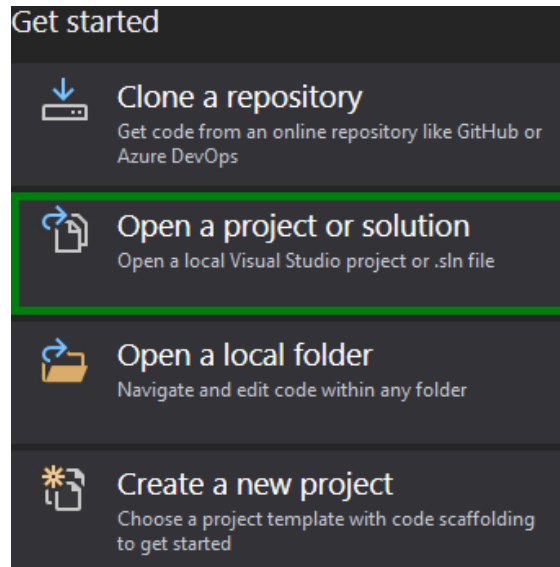 Get started
Clone a repository
Get code from an online repository like GitHub or
Azure DevOps
Open a project or solution
Open a local Visual Studio project or .sln file
Open a local folder
Navigate and edit code within any folder
Create a new project
Choose a project template with code scaffolding
to get started